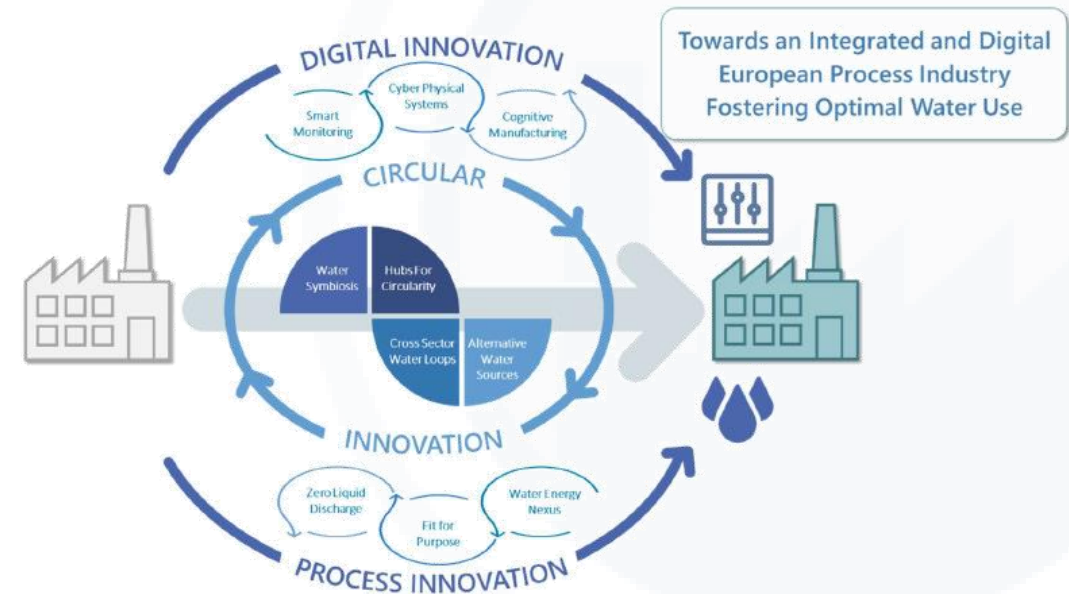 Towards an Integrated and Digital
European Process Industry
Fostering Optimal Water Use
DIGITAL INNOVATION
Smart
Monitoring
Cyber Physical
Systems
Cognitive
Manufacturing
CIRCULAR
Water
Symbiosis
Hubs For
Circularity
Cross Sector
Water Loops
Alternative
Water
Sources
INNOVATION
Zero Liquid
Discharge
Fit for
Purpose
Water Energy
Nexus
PROCESS INNOVATION